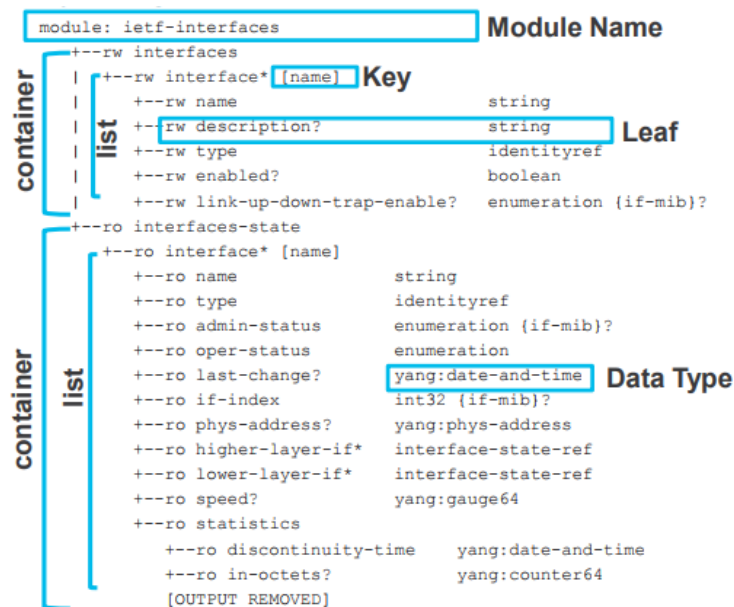 module: ietf-interfaces Module Name
+--rw interfaces
| +--rw interface* [name] Key
| +--rw name string
| +--rw description? string Leaf
| +--rw type identityref
| +--rw enabled? boolean
| +--rw link-up-down-trap-enable? enumeration {if-mib}?
container
list
+--ro interfaces-state
+--ro interface* [name]
+--ro name string
+--ro type identityref
+--ro admin-status enumeration {if-mib}?
+--ro oper-status enumeration
+--ro last-change? yang:date-and-time Data Type
+--ro if-index int32 {if-mib}?
+--ro phys-address? yang:phys-address
+--ro higher-layer-if* interface-state-ref
+--ro lower-layer-if* interface-state-ref
+--ro speed? yang:gauge64
+--ro statistics
+--ro discontinuity-time yang:date-and-time
+--ro in-octets? yang:counter64
[OUTPUT REMOVED]
container
list